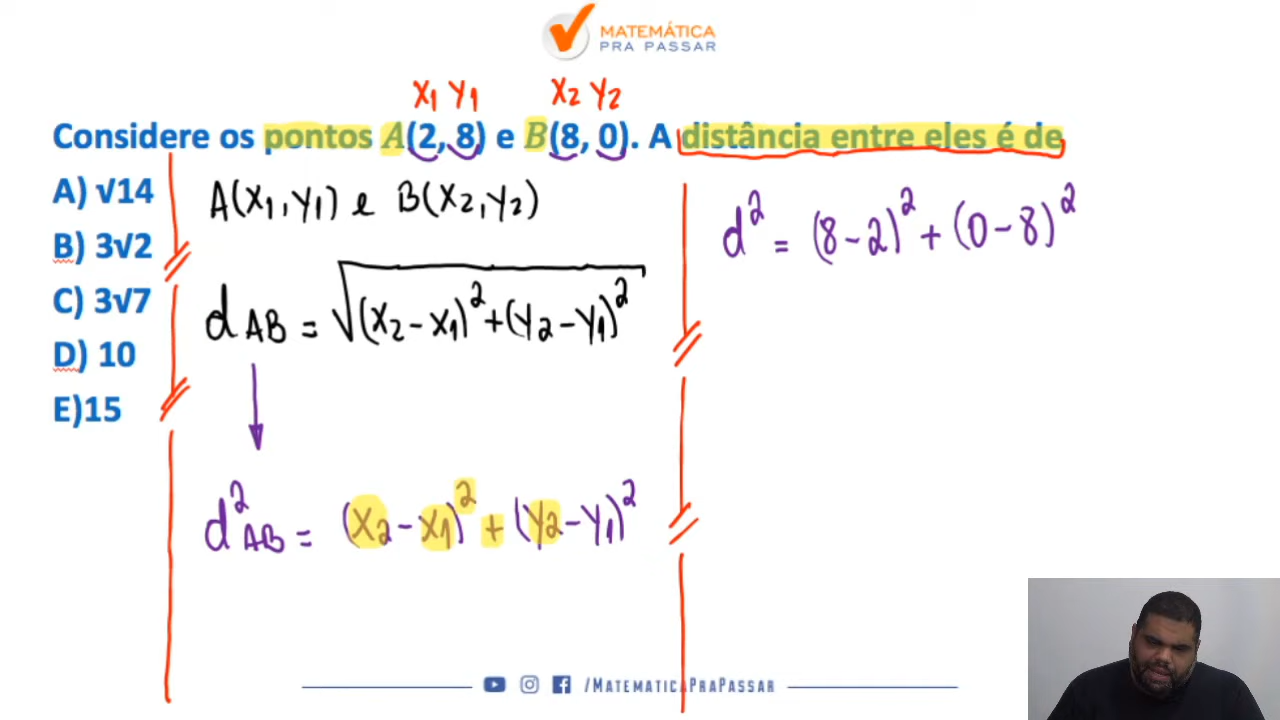 MATEMÁTICA
PRA PASSAR
X1 Y1 X2 Y2
Considere os pontos A(2, 8) e B(8, 0). A distância entre eles é de
A) √14
B) 3√2
C) 3√7
D) 10
E)15
A(X1,Y1) e B(X2,Y2)
dAB = √(X2-X1)²+(Y2-Y1)²
d²AB = (X2-X1)²+(Y2-Y1)²
d² = (8-2)²+(0-8)²
/MATEMATICAPRAPASSAR